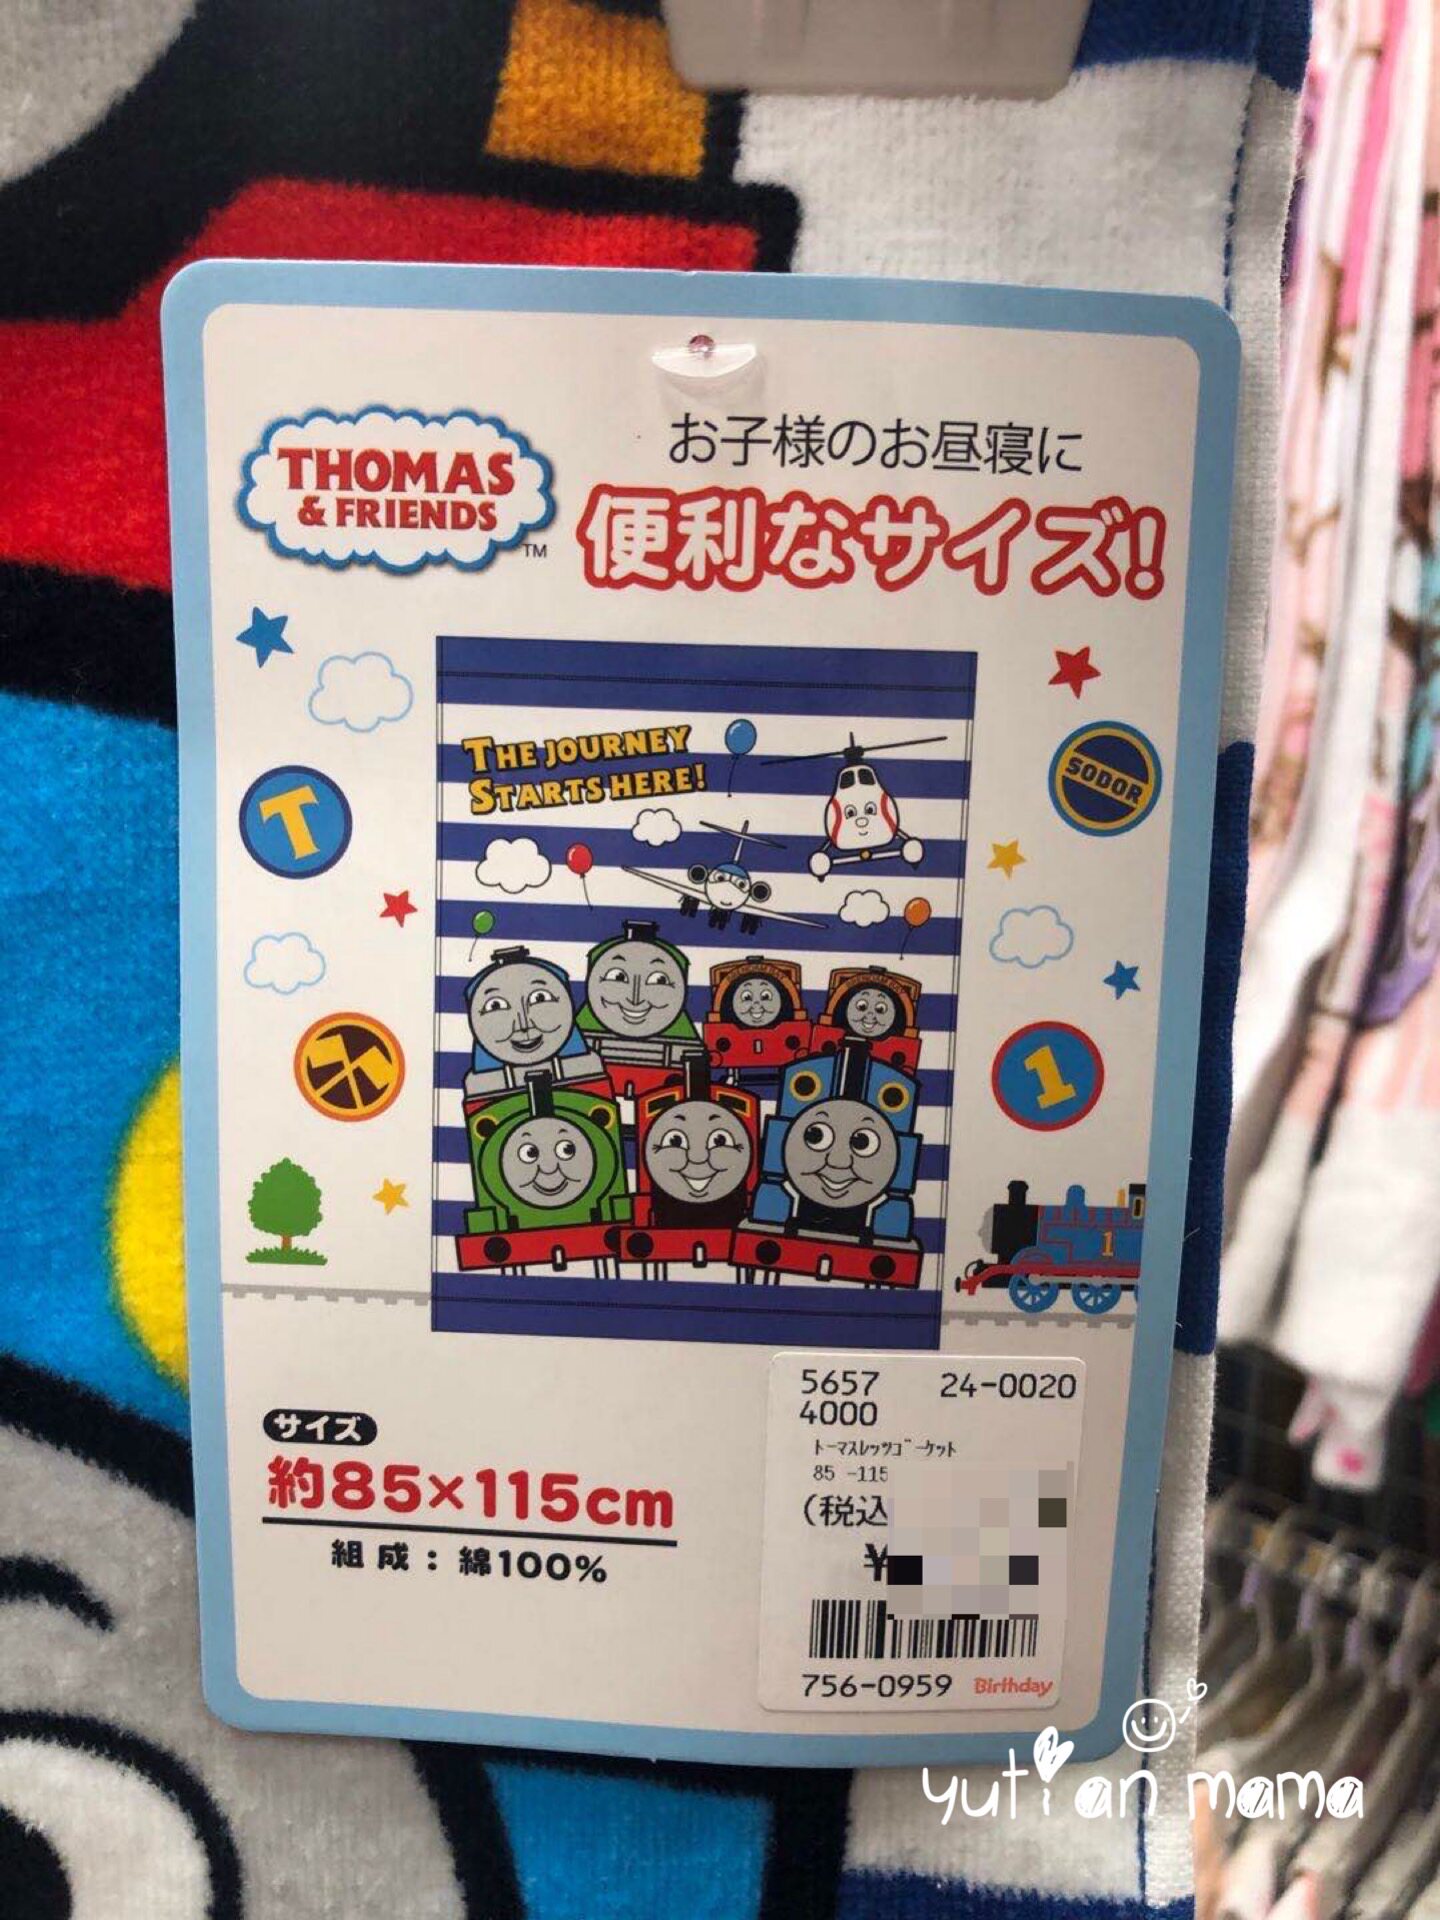 THOMAS
& FRIENDS
TM
お子様のお昼寝に
便利なサイズ!
THE JOURNEY
STARTS HERE!
T
SODOR
1
1
サイズ
約85×115cm
組成:綿100%
5657 24-0020
4000
トーマスレッツゴーケット
85 -115
(税込
¥
756-0959 Birthday
yutian mama